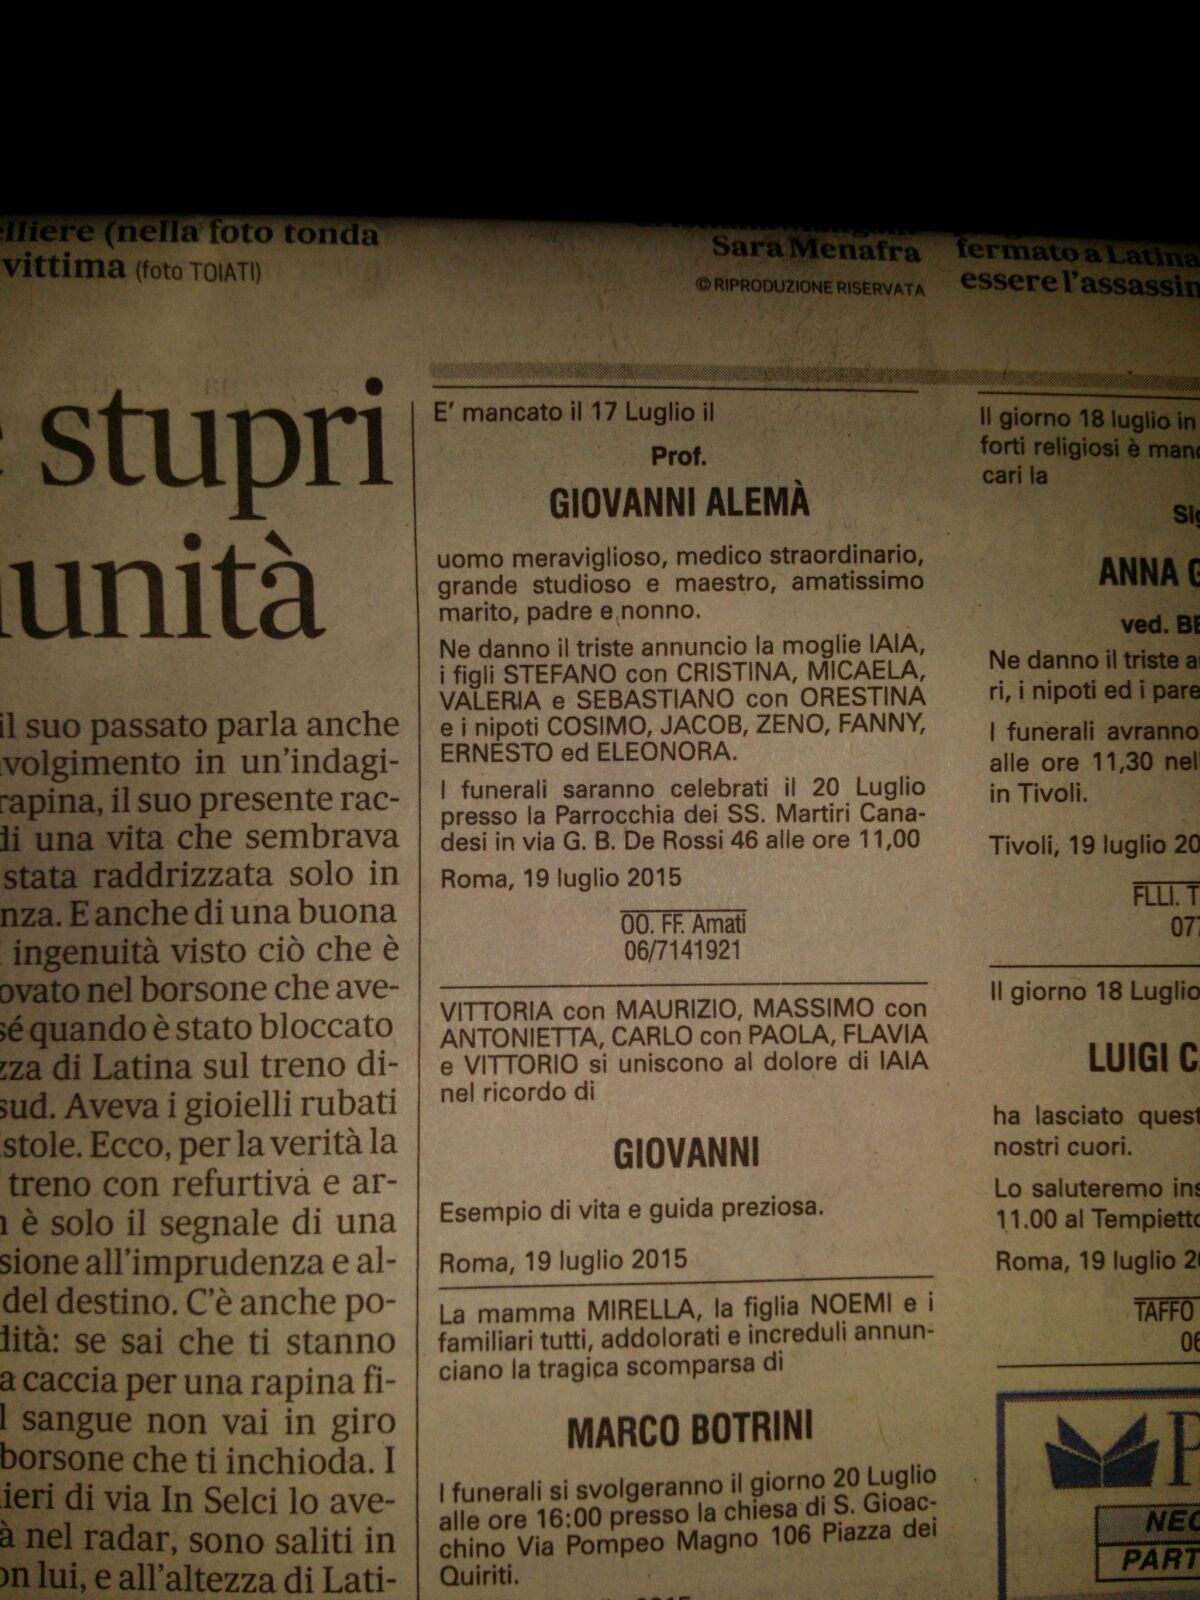 elliere (nella foto tonda
vittima (foto TOIATI)
Sara Menafra
© RIPRODUZIONE RISERVATA
fermato a Latina
essere l'assassin
stupri
unità
il suo passato parla anche
volgimento in un'indagi-
rapina, il suo presente rac-
di una vita che sembrava
stata raddrizzata solo in
nza. E anche di una buona
ingenuità visto ciò che è
ovato nel borsone che ave-
sé quando è stato bloccato
zza di Latina sul treno di-
sud. Aveva i gioielli rubati
istole. Ecco, per la verità la
treno con refurtiva e ar-
n è solo il segnale di una
sione all'imprudenza e al-
del destino. C'è anche po-
dità: se sai che ti stanno
a caccia per una rapina fi-
l sangue non vai in giro
borsone che ti inchioda. I
ieri di via In Selci lo ave-
à nel radar, sono saliti in
on lui, e all'altezza di Lati-
E' mancato il 17 Luglio il
Prof.
GIOVANNI ALEMÀ
uomo meraviglioso, medico straordinario,
grande studioso e maestro, amatissimo
marito, padre e nonno.
Ne danno il triste annuncio la moglie IAIA,
i figli STEFANO con CRISTINA, MICAELA,
VALERIA e SEBASTIANO con ORESTINA
e i nipoti COSIMO, JACOB, ZENO, FANNY,
ERNESTO ed ELEONORA.
I funerali saranno celebrati il 20 Luglio
presso la Parrocchia dei SS. Martiri Cana-
desi in via G. B. De Rossi 46 alle ore 11,00
Roma, 19 luglio 2015
OO. FF. Amati
06/7141921
VITTORIA con MAURIZIO, MASSIMO con
ANTONIETTA, CARLO con PAOLA, FLAVIA
e VITTORIO si uniscono al dolore di IAIA
nel ricordo di
GIOVANNI
Esempio di vita e guida preziosa.
Roma, 19 luglio 2015
La mamma MIRELLA, la figlia NOEMI e i
familiari tutti, addolorati e increduli annun-
ciano la tragica scomparsa di
MARCO BOTRINI
I funerali si svolgeranno il giorno 20 Luglio
alle ore 16:00 presso la chiesa di S. Gioac-
chino Via Pompeo Magno 106 Piazza dei
Quiriti.
Il giorno 18 luglio in
forti religiosi è manc
cari la
Sig
ANNA G
ved. BE
Ne danno il triste a
ri, i nipoti ed i pare
I funerali avranno
alle ore 11,30 nel
in Tivoli.
Tivoli, 19 luglio 20
FLLI. T
077
Il giorno 18 Luglio
LUIGI C
ha lasciato quest
nostri cuori.
Lo saluteremo ins
11.00 al Tempietto
Roma, 19 luglio 2
TAFFO
06
P
NEC
PART